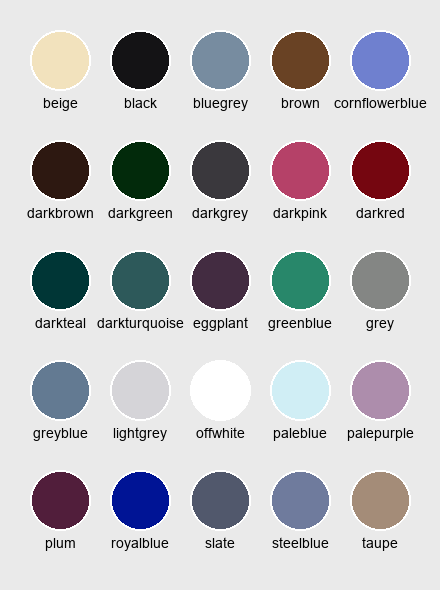 beige black bluegrey brown cornflowerblue
darkbrown darkgreen darkgrey darkpink darkred
darkteal darkturquoise eggplant greenblue grey
greyblue lightgrey offwhite paleblue palepurple
plum royalblue slate steelblue taupe